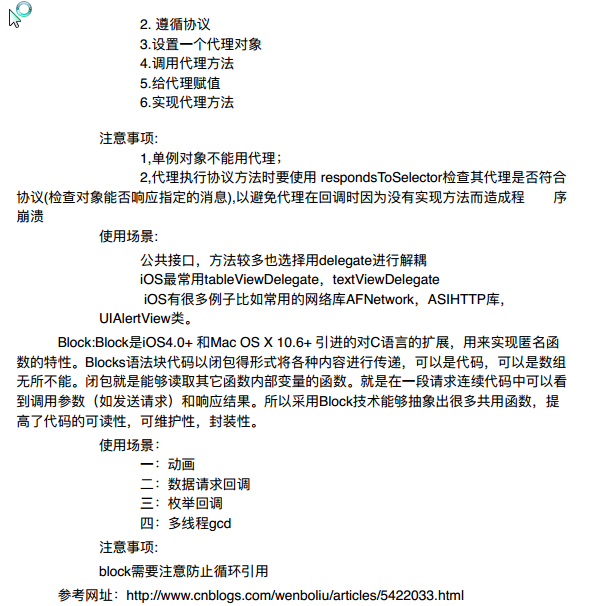 2. 遵循协议
3.设置一个代理对象
4.调用代理方法
5.给代理赋值
6.实现代理方法
注意事项:
1,单例对象不能用代理；
2,代理执行协议方法时要使用 respondsToSelector检查其代理是否符合
协议(检查对象能否响应指定的消息),以避免代理在回调时因为没有实现方法而造成程 序
崩溃
使用场景:
公共接口，方法较多也选择用delegate进行解耦
iOS最常用tableViewDelegate，textViewDelegate
iOS有很多例子比如常用的网络库AFNetwork，ASIHTTP库，
UIAlertView类。
Block:Block是iOS4.0+ 和Mac OS X 10.6+ 引进的对C语言的扩展，用来实现匿名函
数的特性。Blocks语法块代码以闭包得形式将各种内容进行传递，可以是代码，可以是数组
无所不能。闭包就是能够读取其它函数内部变量的函数。就是在一段请求连续代码中可以看
到调用参数（如发送请求）和响应结果。所以采用Block技术能够抽象出很多共用函数，提
高了代码的可读性，可维护性，封装性。
使用场景：
一：动画
二：数据请求回调
三：枚举回调
四：多线程gcd
注意事项:
block需要注意防止循环引用
参考网址：http://www.cnblogs.com/wenboliu/articles/5422033.html